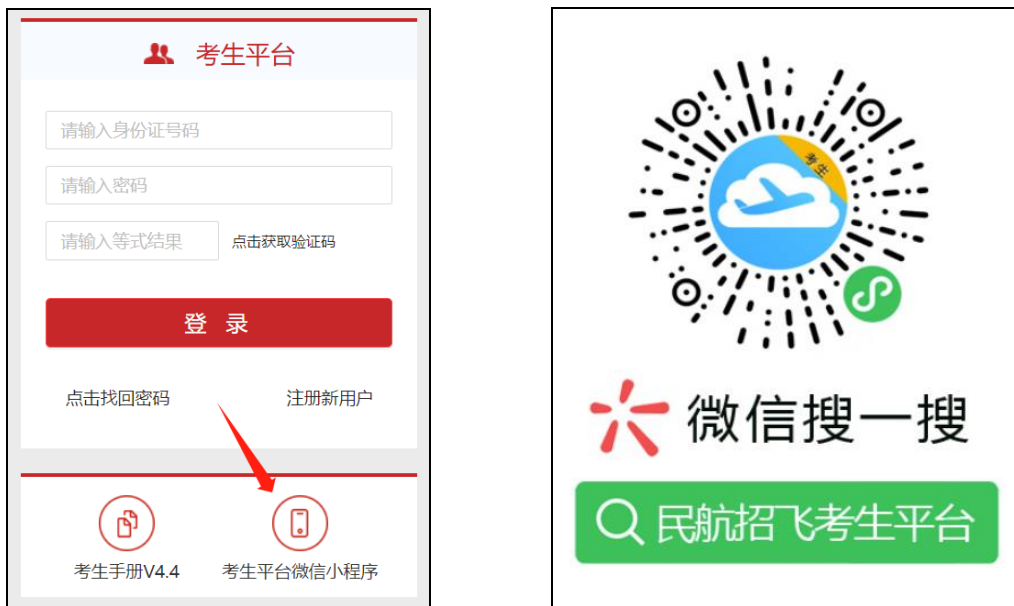 考生平台
请输入身份证号码
请输入密码
请输入等式结果
点击获取验证码
登 录
点击找回密码
注册新用户
考生手册V4.4
考生平台微信小程序
考生
微信搜一搜
民航招飞考生平台